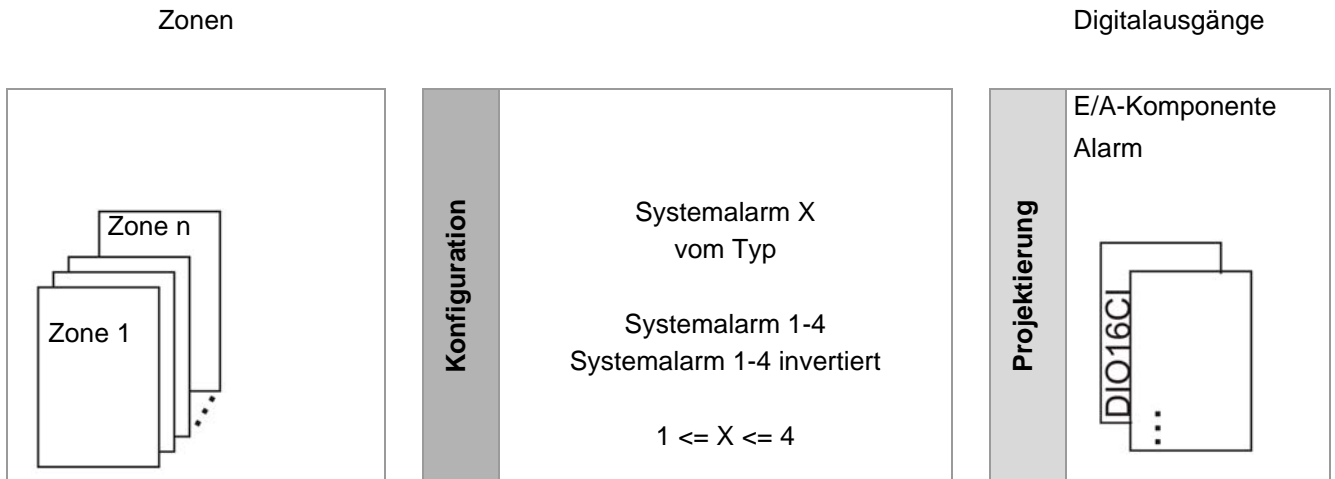 Zonen
Digitalausgänge
Zone n
Zone 1
Konfiguration
Systemalarm X
vom Typ
Systemalarm 1-4
Systemalarm 1-4 invertiert
1 <= X <= 4
Projektierung
E/A-Komponente
Alarm
DIO16CI
...